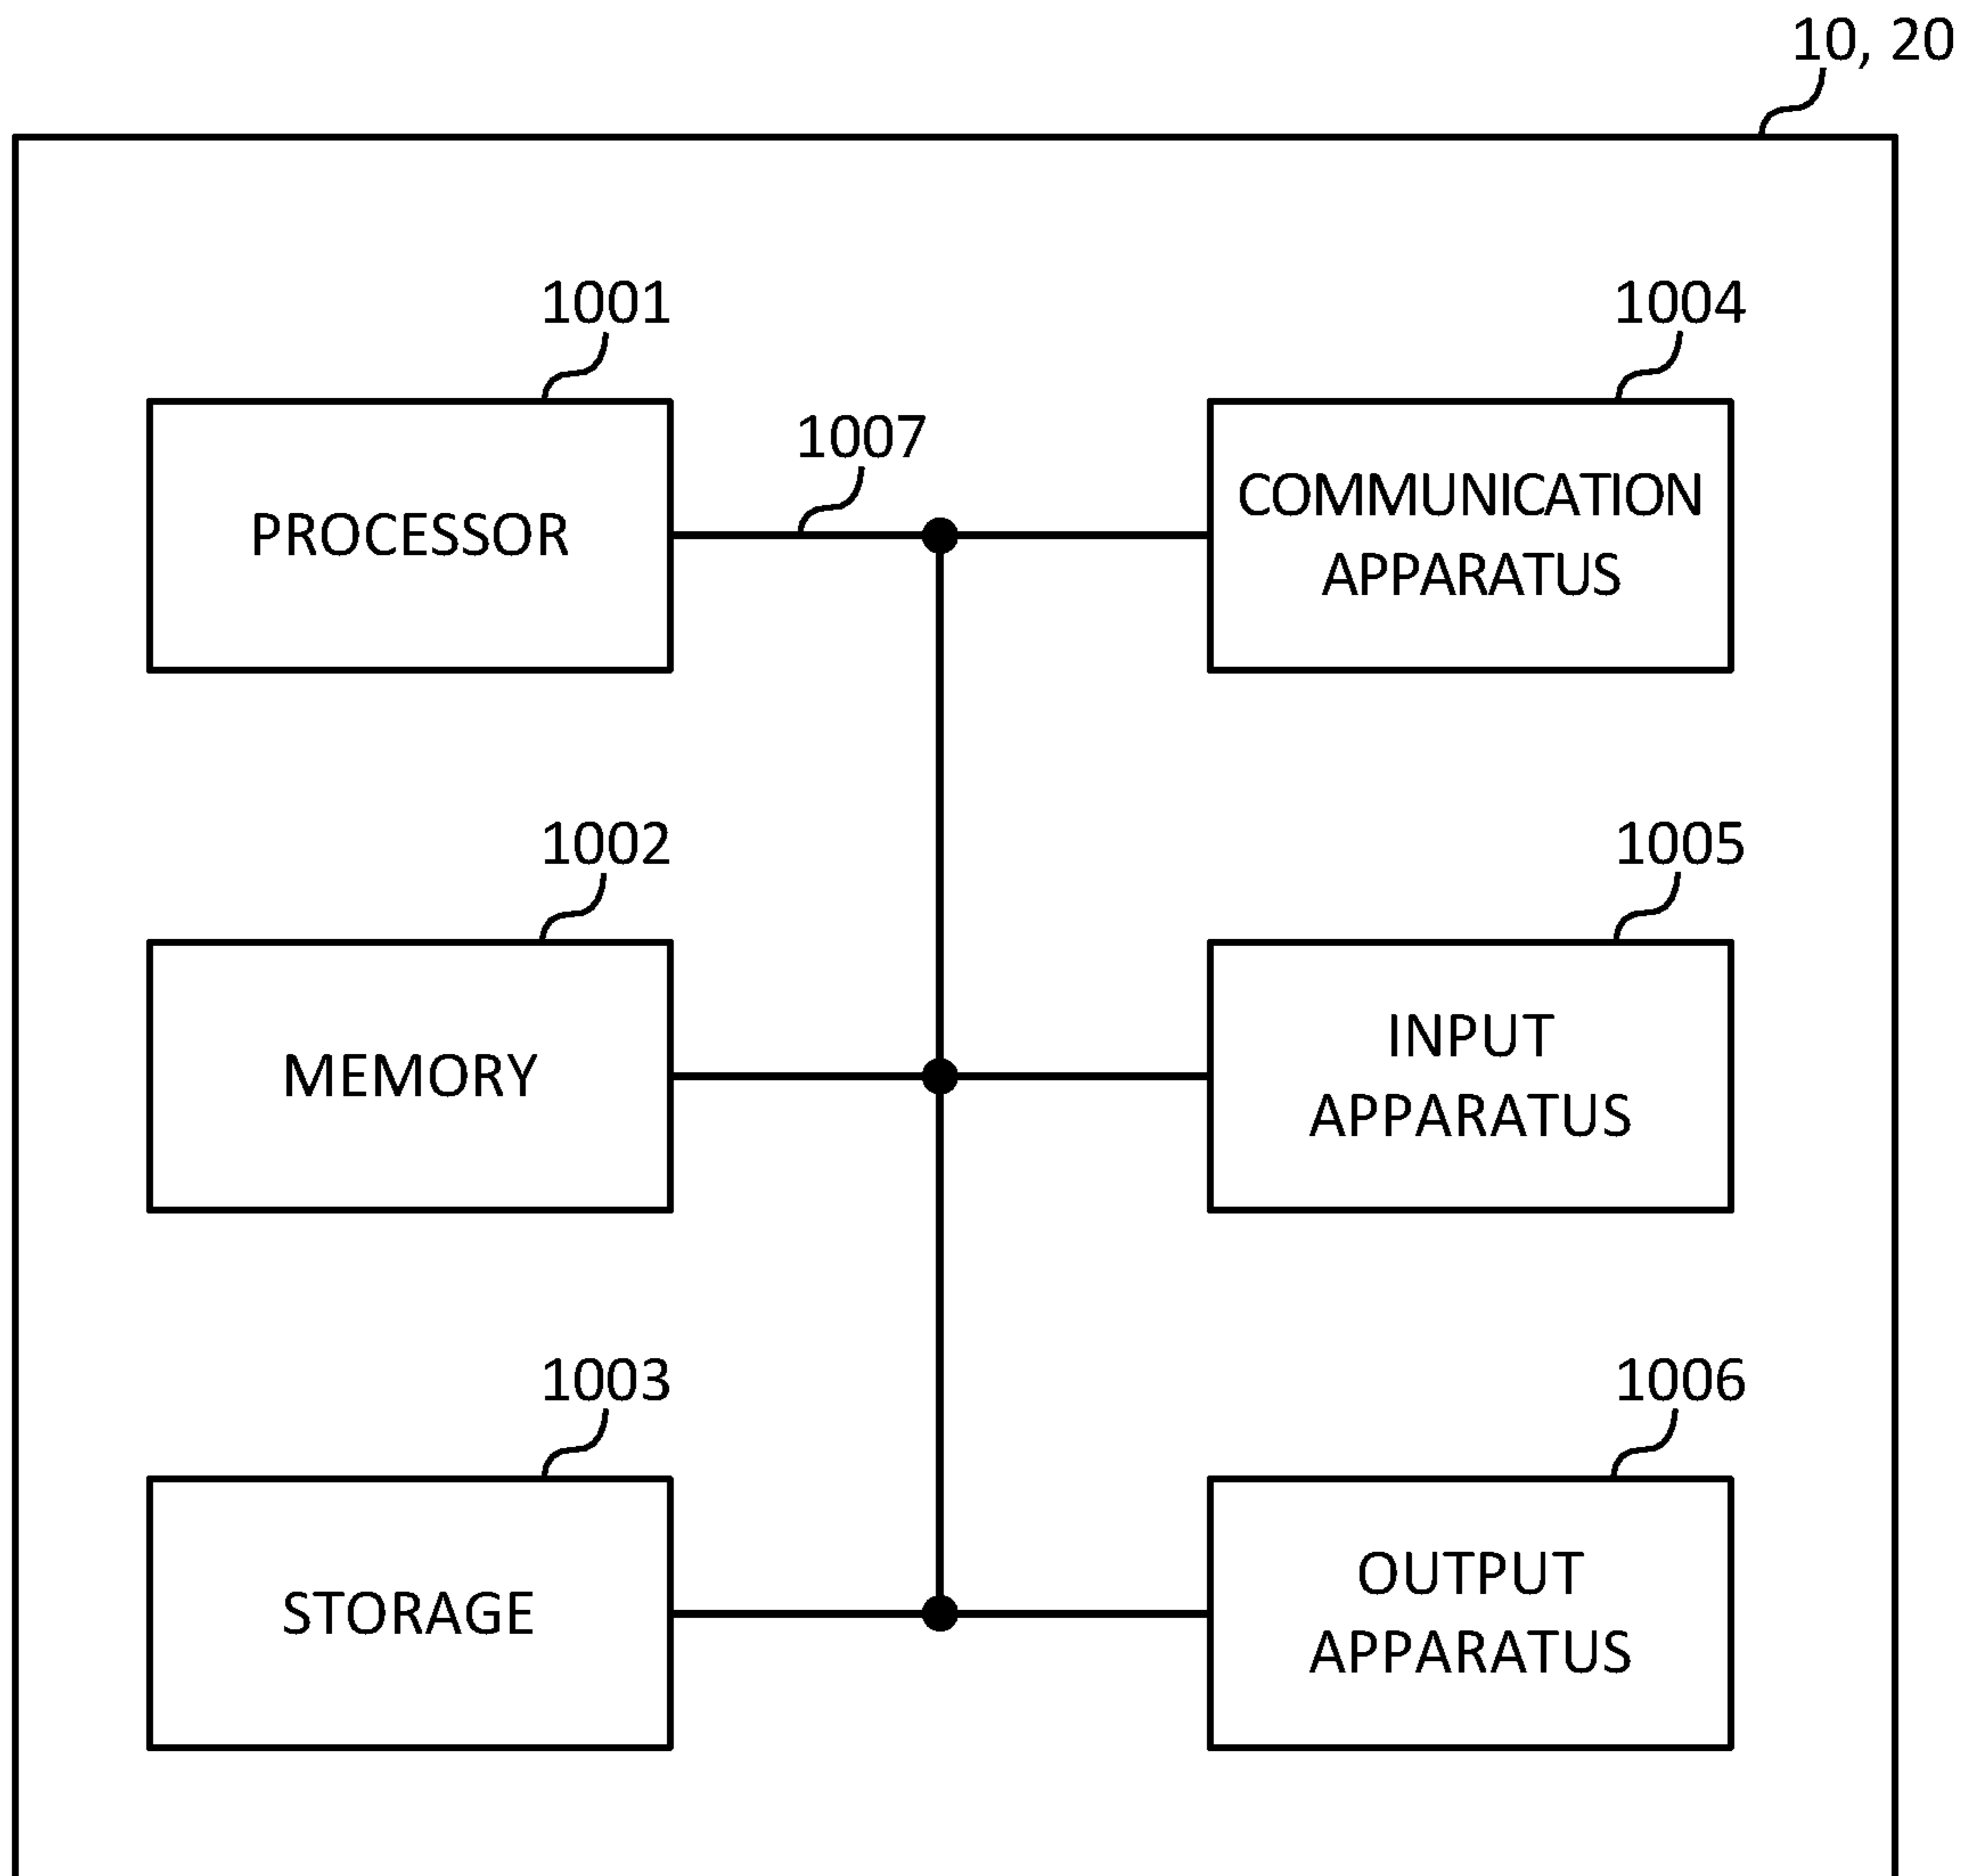 10, 20
1001
1004
1007
PROCESSOR
COMMUNICATION
APPARATUS
1002
1005
MEMORY
INPUT
APPARATUS
1003
1006
STORAGE
OUTPUT
APPARATUS